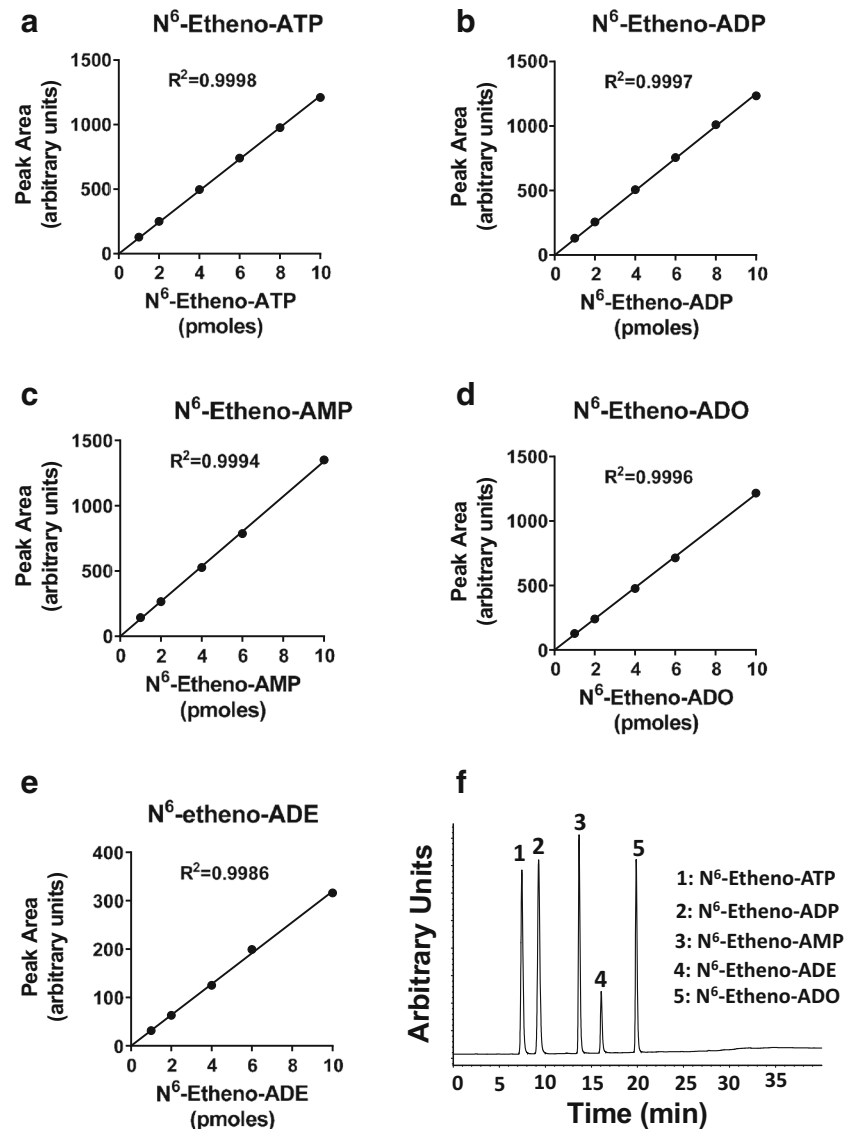 a
N⁶-Etheno-ATP
Peak Area
(arbitrary units)
1500
1000
500
0
R²=0.9998
0 2 4 6 8 10
N⁶-Etheno-ATP
(pmoles)
b
N⁶-Etheno-ADP
Peak Area
(arbitrary units)
1500
1000
500
0
R²=0.9997
0 2 4 6 8 10
N⁶-Etheno-ADP
(pmoles)
c
N⁶-Etheno-AMP
Peak Area
(arbitrary units)
1500
1000
500
0
R²=0.9994
0 2 4 6 8 10
N⁶-Etheno-AMP
(pmoles)
d
N⁶-Etheno-ADO
Peak Area
(arbitrary units)
1500
1000
500
0
R²=0.9996
0 2 4 6 8 10
N⁶-Etheno-ADO
(pmoles)
e
N⁶-etheno-ADE
Peak Area
(arbitrary units)
400
300
200
100
0
R²=0.9986
0 2 4 6 8 10
N⁶-Etheno-ADE
(pmoles)
f
Arbitrary Units
1 2 3 4 5
1: N⁶-Etheno-ATP
2: N⁶-Etheno-ADP
3: N⁶-Etheno-AMP
4: N⁶-Etheno-ADE
5: N⁶-Etheno-ADO
0 5 10 15 20 25 30 35
Time (min)